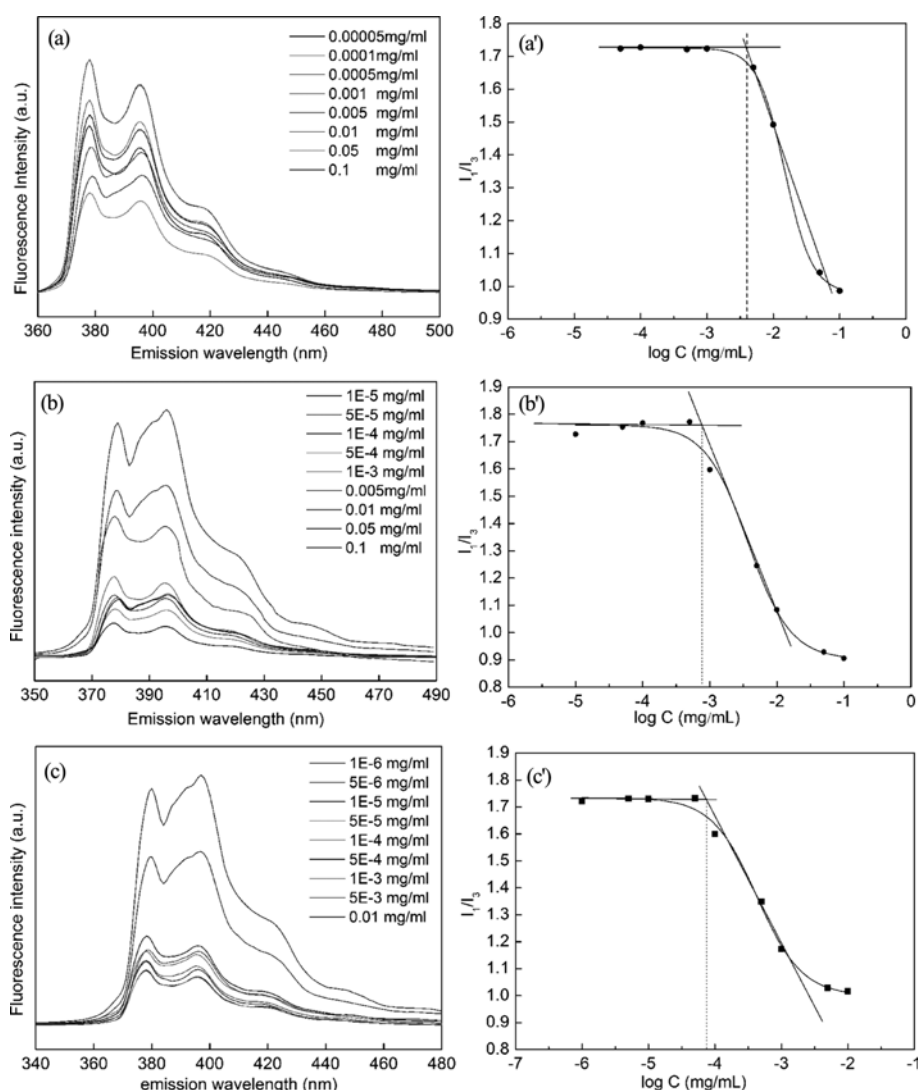 (a)
0.00005mg/ml
0.0001mg/ml
0.0005mg/ml
0.001 mg/ml
0.005 mg/ml
0.01 mg/ml
0.05 mg/ml
0.1 mg/ml
Fluorescence Intensity (a.u.)
360 380 400 420 440 460 480 500
Emission wavelength (nm)
(a')
1.8
1.7
1.6
1.5
1.4
1.3
1.2
1.1
1.0
0.9
I1/I3
-6 -5 -4 -3 -2 -1 0
log C (mg/mL)
(b)
1E-5 mg/ml
5E-5 mg/ml
1E-4 mg/ml
5E-4 mg/ml
1E-3 mg/ml
0.005mg/ml
0.01 mg/ml
0.05 mg/ml
0.1 mg/ml
Fluorescence intensity (a.u.)
350 370 390 410 430 450 470 490
Emission wavelength (nm)
(b')
1.9
1.8
1.7
1.6
1.5
1.4
1.3
1.2
1.1
1.0
0.9
0.8
I1/I3
-6 -5 -4 -3 -2 -1 0
log C (mg/mL)
(c)
1E-6 mg/ml
5E-6 mg/ml
1E-5 mg/ml
5E-5 mg/ml
1E-4 mg/ml
5E-4 mg/ml
1E-3 mg/ml
5E-3 mg/ml
0.01 mg/ml
Fluorescence intensity (a.u.)
340 360 380 400 420 440 460 480
emission wavelength (nm)
(c')
1.9
1.8
1.7
1.6
1.5
1.4
1.3
1.2
1.1
1.0
0.9
0.8
I1/I3
-7 -6 -5 -4 -3 -2 -1
log C (mg/mL)